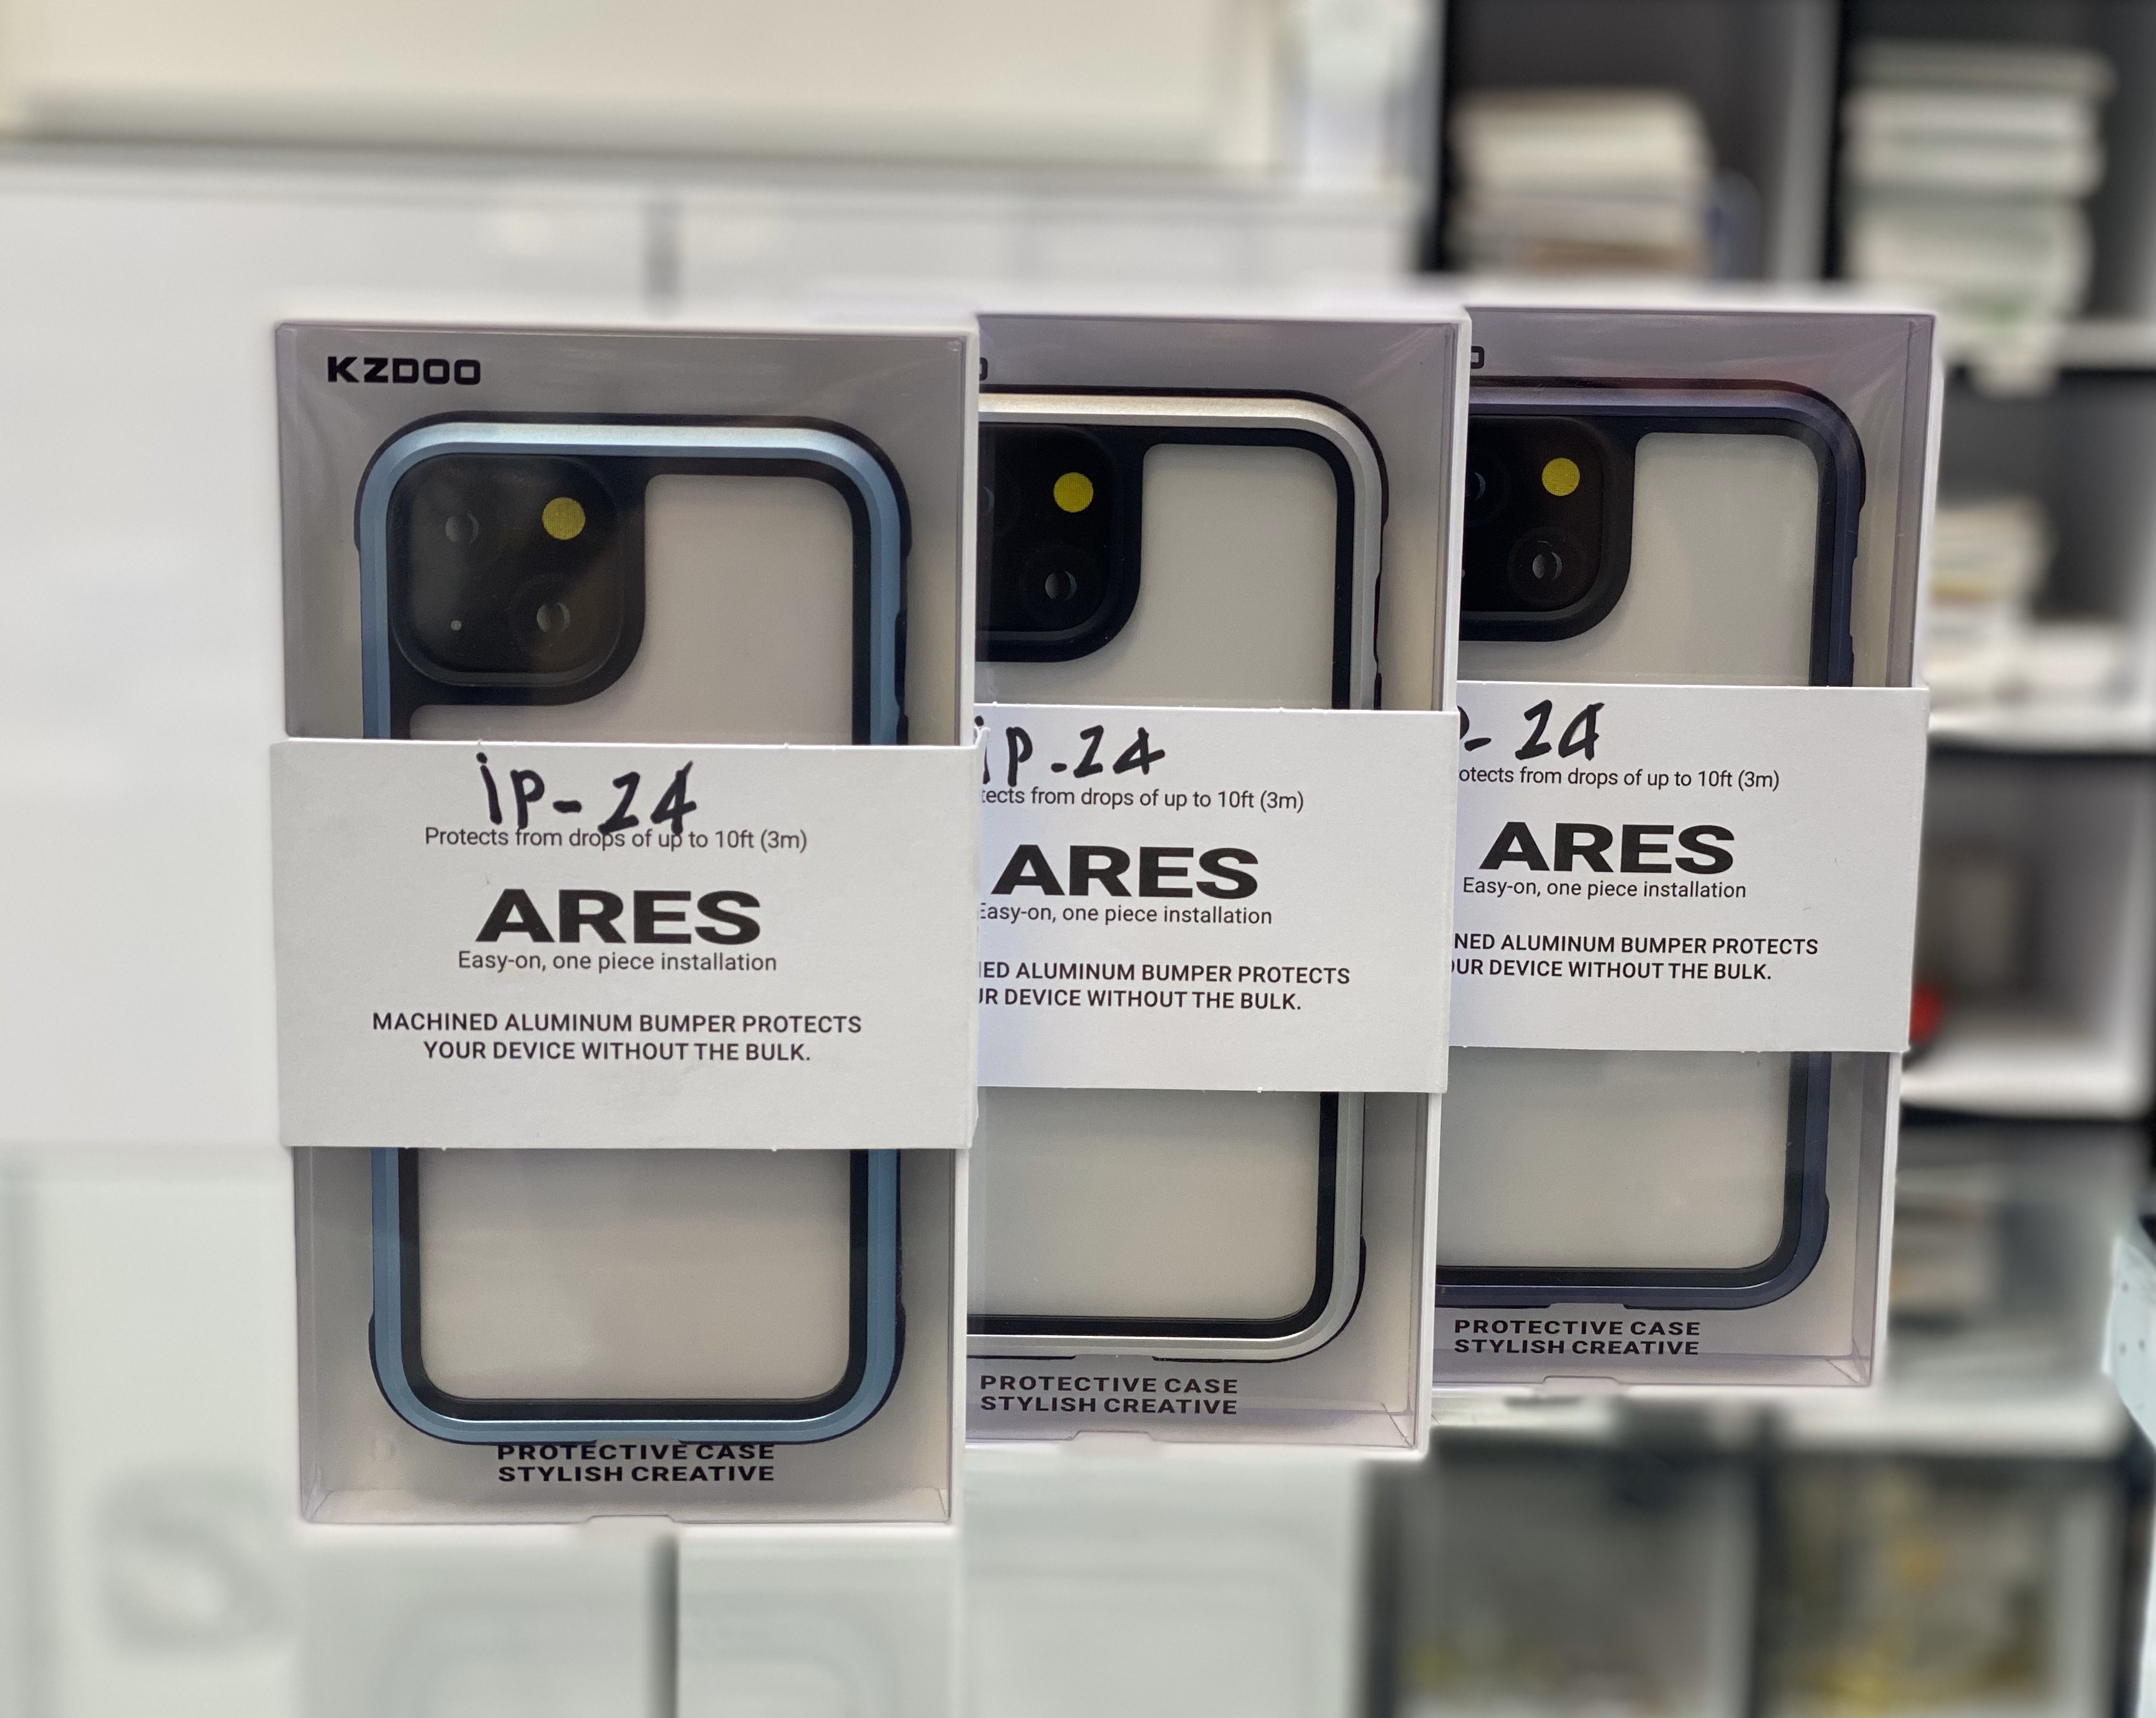 KZDOO
iP-24
Protects from drops of up to 10ft (3m)
ARES
Easy-on, one piece installation
MACHINED ALUMINUM BUMPER PROTECTS
YOUR DEVICE WITHOUT THE BULK.
PROTECTIVE CASE
STYLISH CREATIVE
O
iP-24
tects from drops of up to 10ft (3m)
ARES
Easy-on, one piece installation
NED ALUMINUM BUMPER PROTECTS
UR DEVICE WITHOUT THE BULK.
PROTECTIVE CASE
STYLISH CREATIVE
O
P-24
otects from drops of up to 10ft (3m)
ARES
Easy-on, one piece installation
NED ALUMINUM BUMPER PROTECTS
OUR DEVICE WITHOUT THE BULK.
PROTECTIVE CASE
STYLISH CREATIVE